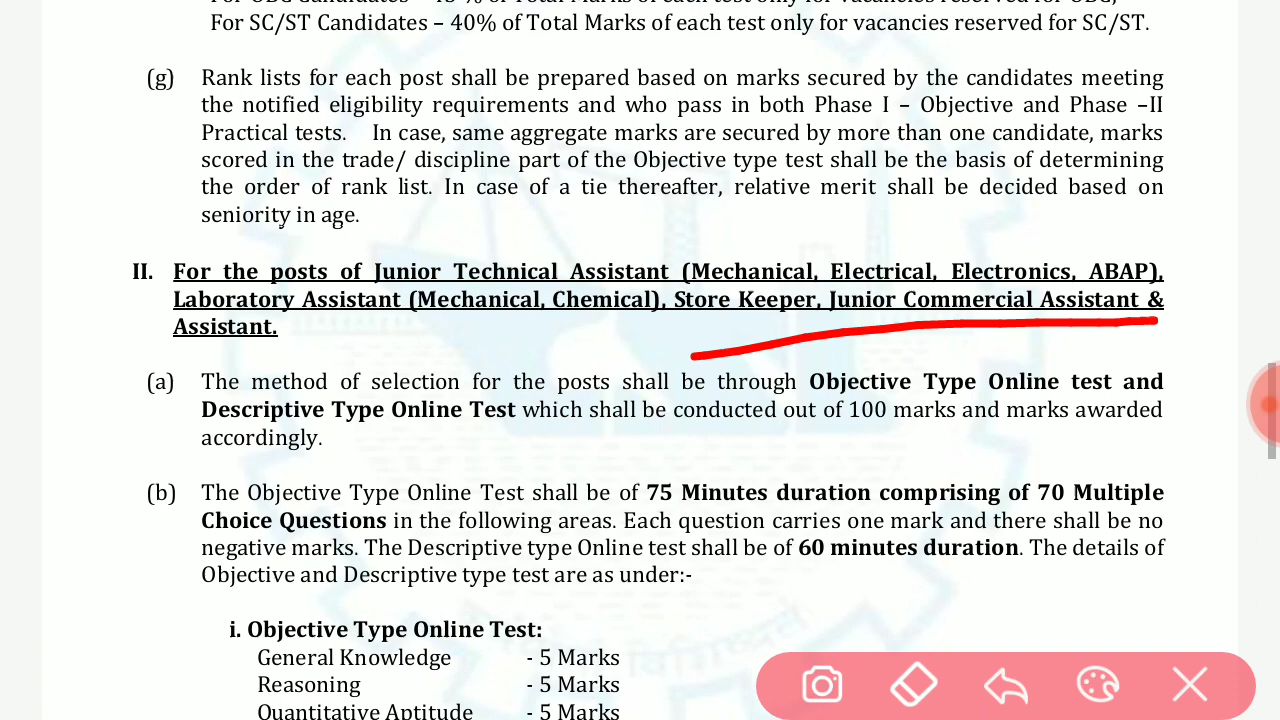 For SC/ST Candidates – 40% of Total Marks of each test only for vacancies reserved for SC/ST.
(g) Rank lists for each post shall be prepared based on marks secured by the candidates meeting
the notified eligibility requirements and who pass in both Phase I – Objective and Phase –II
Practical tests. In case, same aggregate marks are secured by more than one candidate, marks
scored in the trade/ discipline part of the Objective type test shall be the basis of determining
the order of rank list. In case of a tie thereafter, relative merit shall be decided based on
seniority in age.
II. For the posts of Junior Technical Assistant (Mechanical, Electrical, Electronics, ABAP),
Laboratory Assistant (Mechanical, Chemical), Store Keeper, Junior Commercial Assistant &
Assistant.
(a) The method of selection for the posts shall be through Objective Type Online test and
Descriptive Type Online Test which shall be conducted out of 100 marks and marks awarded
accordingly.
(b) The Objective Type Online Test shall be of 75 Minutes duration comprising of 70 Multiple
Choice Questions in the following areas. Each question carries one mark and there shall be no
negative marks. The Descriptive type Online test shall be of 60 minutes duration. The details of
Objective and Descriptive type test are as under:-
i. Objective Type Online Test:
General Knowledge - 5 Marks
Reasoning - 5 Marks
Quantitative Aptitude - 5 Marks